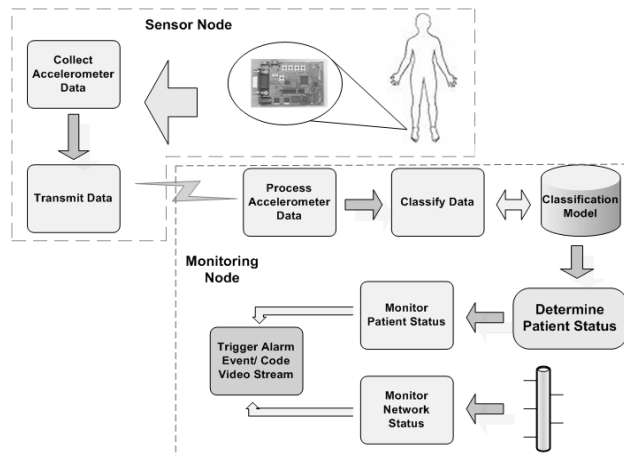 Sensor Node
Collect
Accelerometer
Data
Transmit Data
Process
Accelerometer
Data
Classify Data
Classification
Model
Monitoring
Node
Monitor
Patient Status
Determine
Patient Status
Trigger Alarm
Event/ Code
Video Stream
Monitor
Network
Status